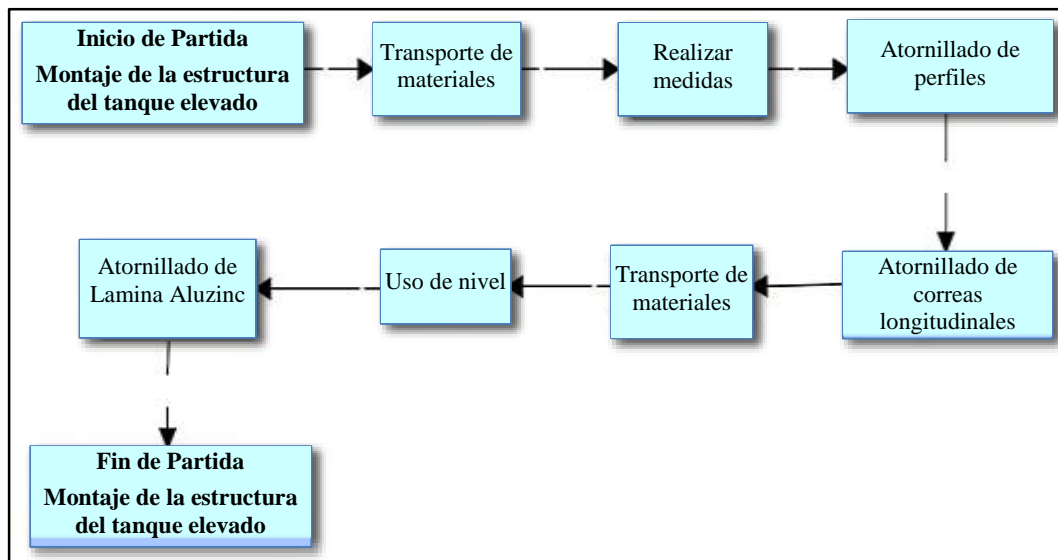 Inicio de Partida
Montaje de la estructura
del tanque elevado
Transporte de
materiales
Realizar
medidas
Atornillado de
perfiles
Atornillado de
correas
longitudinales
Transporte de
materiales
Uso de nivel
Atornillado de
Lamina Aluzinc
Fin de Partida
Montaje de la estructura
del tanque elevado